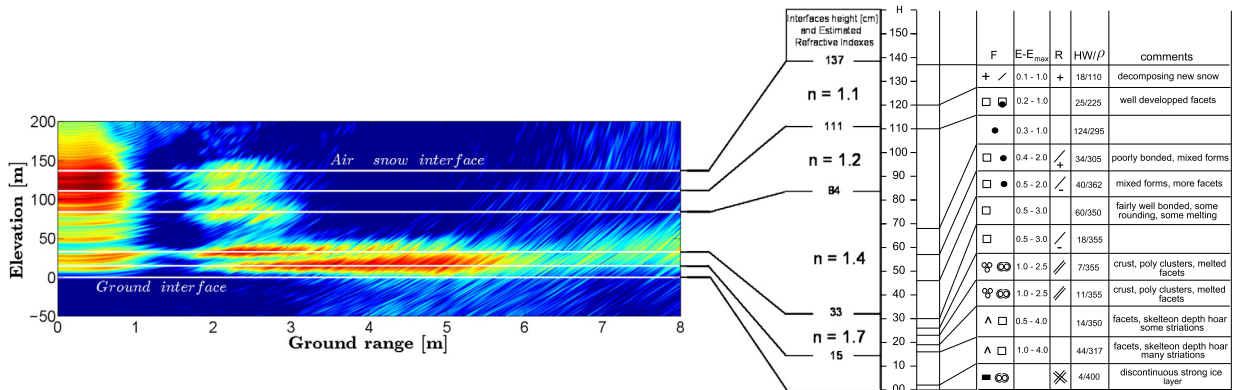 Interfaces height [cm]
and Estimated
Refractive Indexes
137
n = 1.1
111
n = 1.2
84
n = 1.4
33
n = 1.7
15
200
150
100
50
0
−50
Elevation [m]
Air snow interface
Ground interface
0 1 2 3 4 5 6 7 8
Ground range [m]
H
150
140
130
120
110
100
90
80
70
60
50
40
30
20
10
00
F E-Emax R HW/ρ comments
+ / 0.1 - 1.0 + 18/110 decomposing new snow
0.2 - 1.0 25/225 well developped facets
0.3 - 1.0 124/295
0.4 - 2.0 34/305 poorly bonded, mixed forms
0.5 - 2.0 40/362 mixed forms, more facets
0.5 - 3.0 60/350 fairly well bonded, some
rounding, some melting
0.5 - 3.0 18/355
1.0 - 2.5 7/355 crust, poly clusters, melted
facets
1.0 - 2.5 11/355 crust, poly clusters, melted
facets
0.5 - 4.0 14/350 facets, skelteon depth hoar
some striations
1.0 - 4.0 44/317 facets, skelteon depth hoar
many striations
4/400 discontinuous strong ice
layer